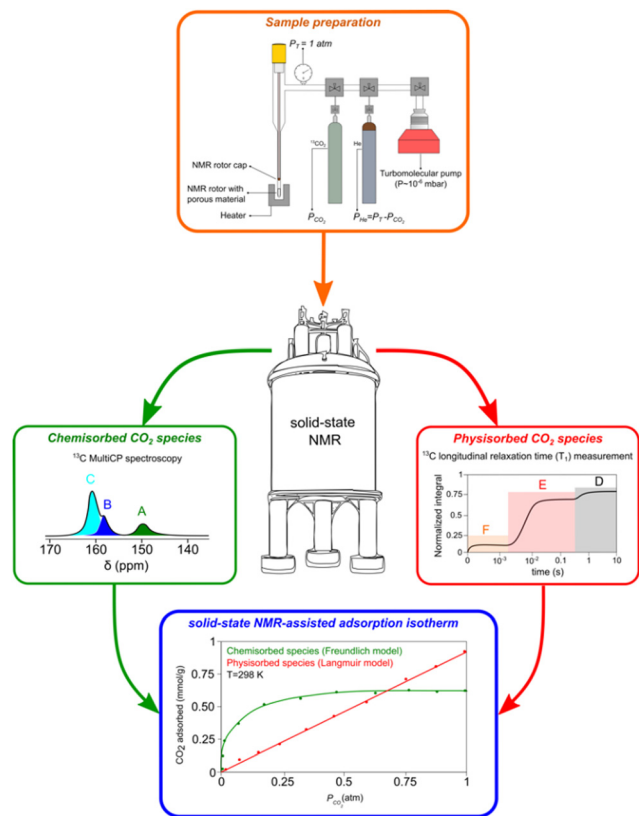 Sample preparation
P_T = 1 atm
¹³CO₂
He
NMR rotor cap
NMR rotor with
porous material
Heater
P_CO₂
P_He=P_T-P_CO₂
Turbomolecular pump
(P~10⁻⁶ mbar)
solid-state
NMR
Chemisorbed CO₂ species
¹³C MultiCP spectroscopy
C
B
A
170 160 150 140
δ (ppm)
Physisorbed CO₂ species
¹³C longitudinal relaxation time (T₁) measurement
Normalized integral
1
0.75
0.5
0.25
0
F
E
D
0 10⁻³ 10⁻² 0.1 1 10
time (s)
solid-state NMR-assisted adsorption isotherm
Chemisorbed species (Freundlich model)
Physisorbed species (Langmuir model)
T=298 K
CO₂ adsorbed (mmol/g)
1
0.75
0.5
0.25
0
0 0.25 0.5 0.75 1
P_CO₂(atm)